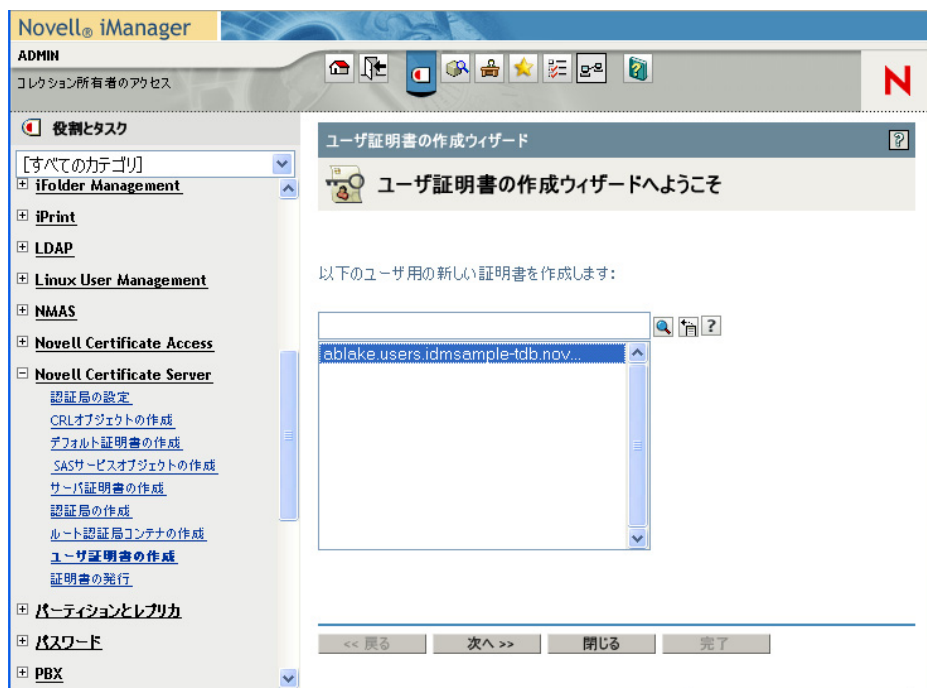 Novell® iManager
ADMIN
コレクション所有者のアクセス
N
役割とタスク
[すべてのカテゴリ]
iFolder Management
iPrint
LDAP
Linux User Management
NMAS
Novell Certificate Access
Novell Certificate Server
認証局の設定
CRLオブジェクトの作成
デフォルト証明書の作成
SASサービスオブジェクトの作成
サーバ証明書の作成
認証局の作成
ルート認証局コンテナの作成
ユーザ証明書の作成
証明書の発行
パーティションとレプリカ
パスワード
PBX
ユーザ証明書の作成ウィザード
?
ユーザ証明書の作成ウィザードへようこそ
以下のユーザ用の新しい証明書を作成します:
?
ablake.users.idmsample-tdb.nov...
<< 戻る 次へ >> 閉じる 完了